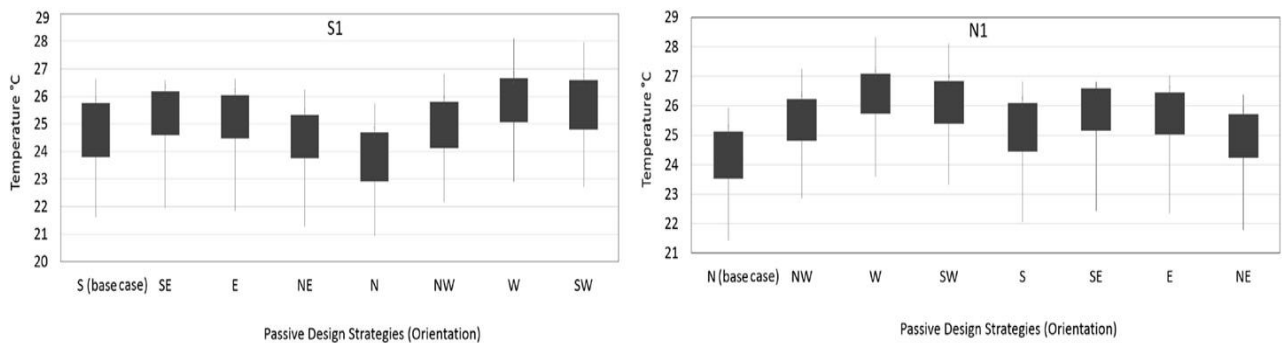 S1
Temperature °C
29
28
27
26
25
24
23
22
21
20
S (base case) SE E NE N NW W SW
Passive Design Strategies (Orientation)
N1
Temperature °C
29
28
27
26
25
24
23
22
21
N (base case) NW W SW S SE E NE
Passive Design Strategies (Orientation)